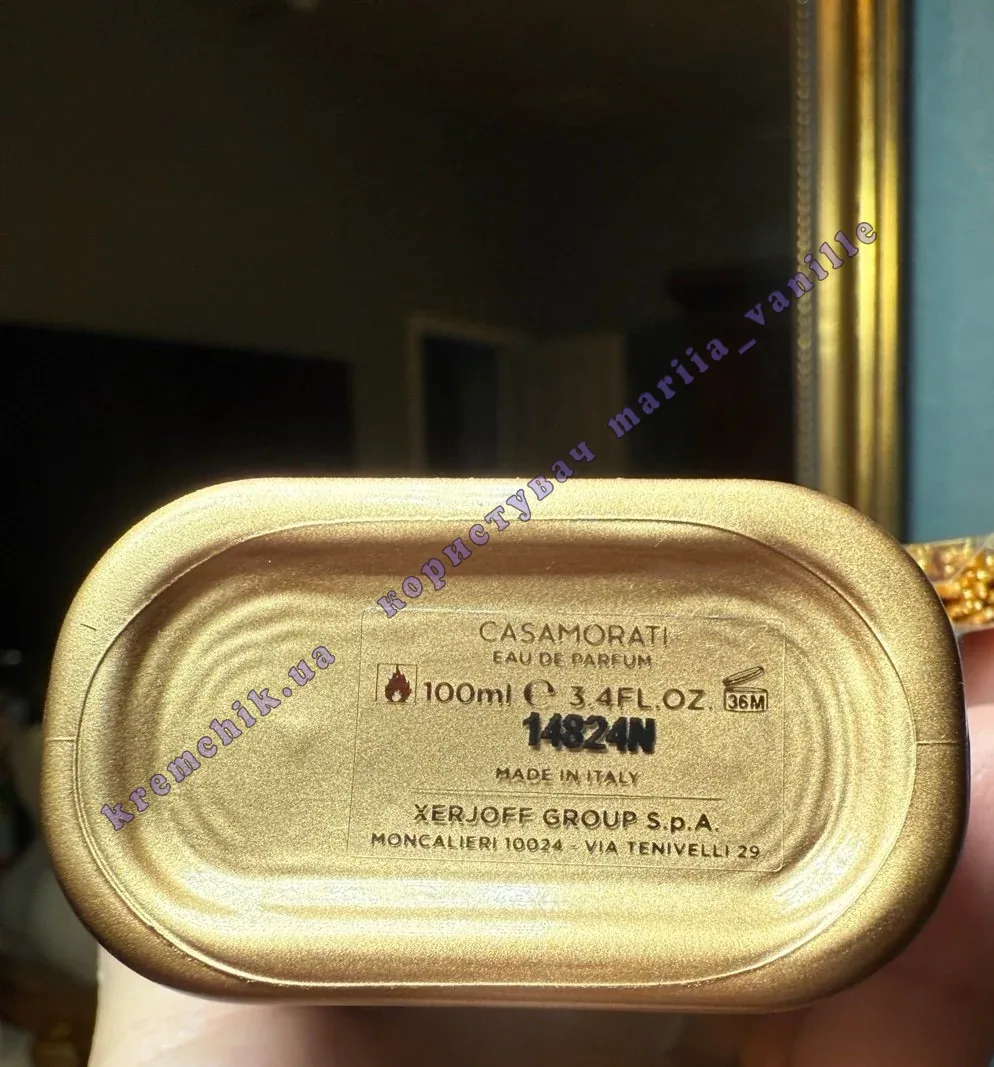 CASAMORATI
EAU DE PARFUM
100ml ℮ 3.4FL.OZ. 36M
14824N
MADE IN ITALY
XERJOFF GROUP S.p.A.
MONCALIERI 10024 - VIA TENIVELLI 29
kremchik.ua користувач mariia_vanille